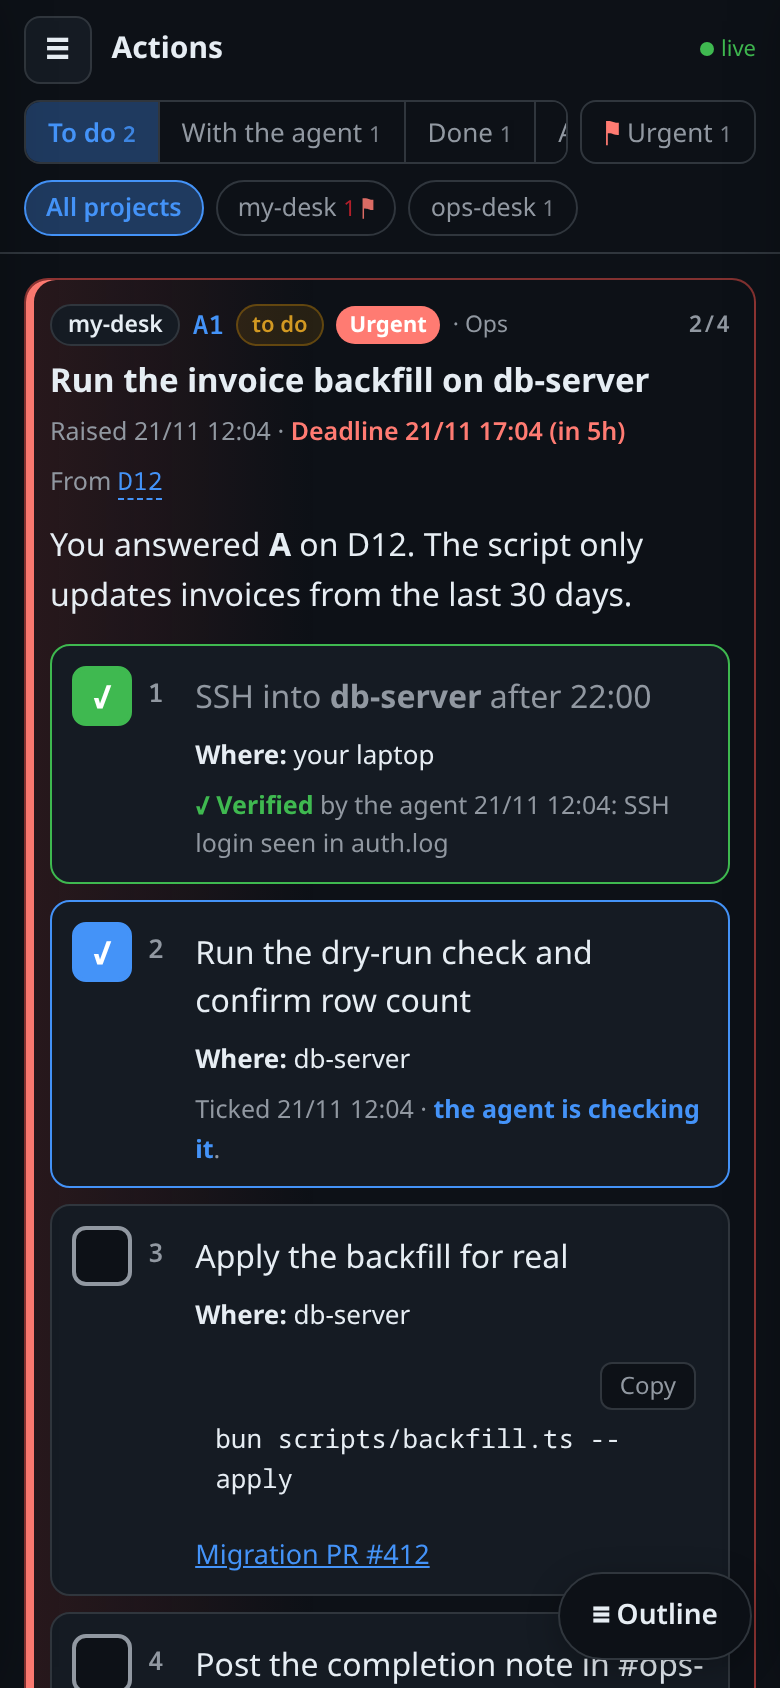 ☰ Actions
live
To do 2
With the agent 1
Done 1
Urgent 1
All projects
my-desk 1
ops-desk 1
my-desk A1 to do Urgent · Ops 2/4
Run the invoice backfill on db-server
Raised 21/11 12:04 · Deadline 21/11 17:04 (in 5h)
From D12
You answered A on D12. The script only
updates invoices from the last 30 days.
✓ 1 SSH into db-server after 22:00
Where: your laptop
✓ Verified by the agent 21/11 12:04: SSH
login seen in auth.log
✓ 2 Run the dry-run check and
confirm row count
Where: db-server
Ticked 21/11 12:04 · the agent is checking
it.
3 Apply the backfill for real
Where: db-server
Copy
bun scripts/backfill.ts --
apply
Migration PR #412
☰ Outline
4 Post the completion note in #ops-